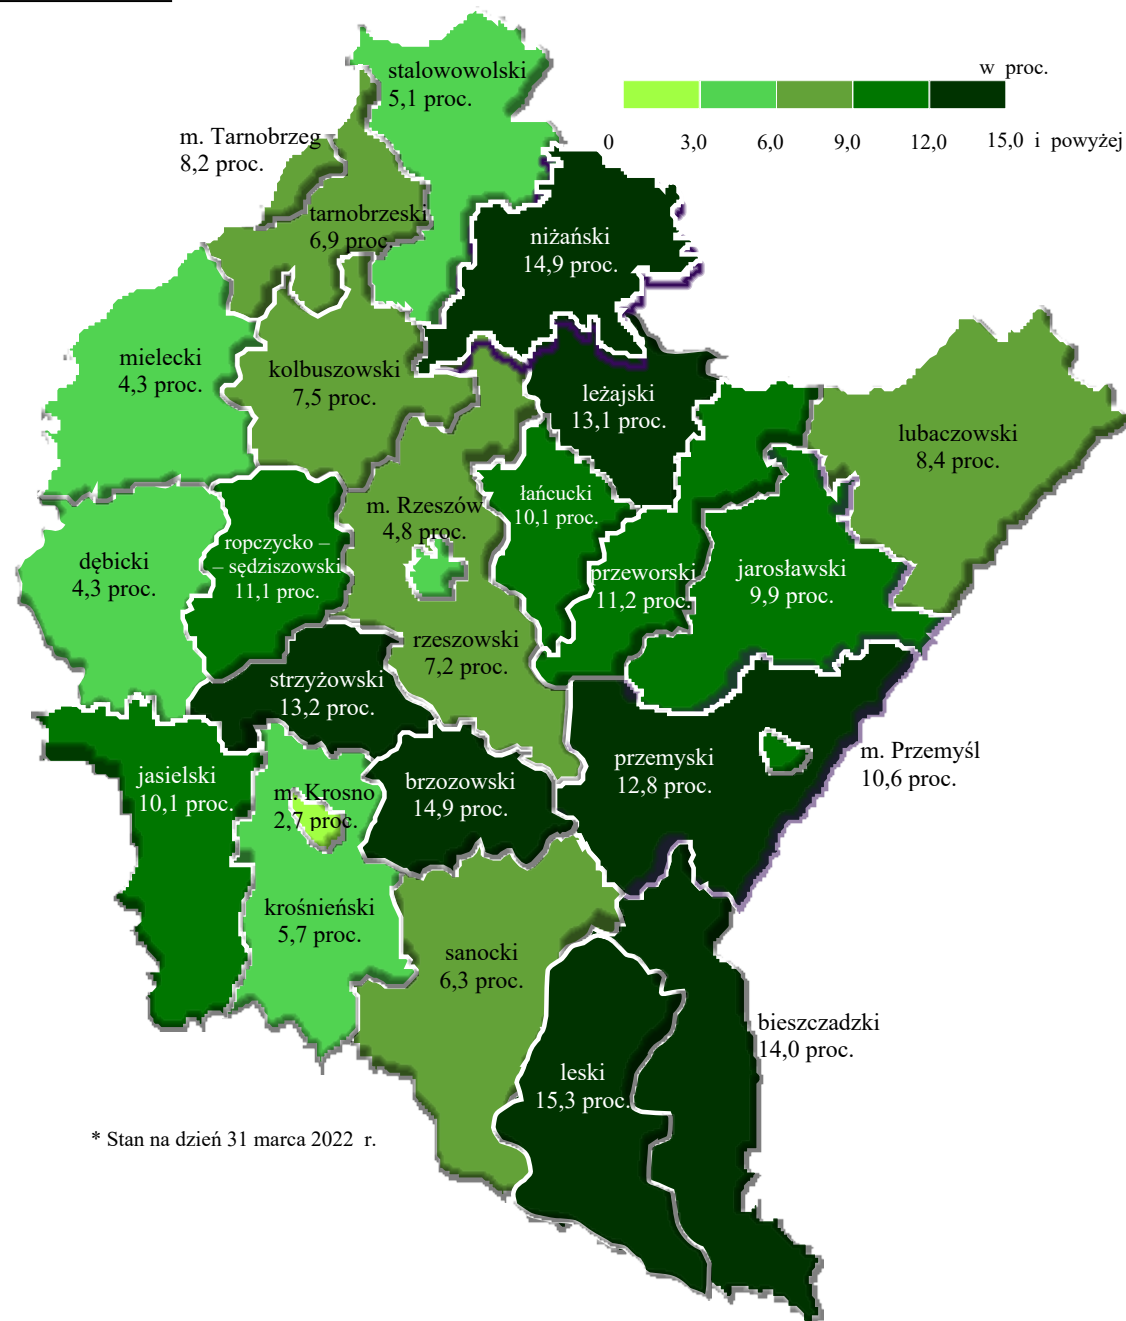 stalowowolski
5,1 proc.
w proc.
0 3,0 6,0 9,0 12,0 15,0 i powyżej
m. Tarnobrzeg
8,2 proc.
tarnobrzeski
6,9 proc.
niżański
14,9 proc.
mielecki
4,3 proc.
kolbuszowski
7,5 proc.
leżajski
13,1 proc.
lubaczowski
8,4 proc.
m. Rzeszów
4,8 proc.
łańcucki
10,1 proc.
dębicki
4,3 proc.
ropczycko –
– sędziszowski
11,1 proc.
przeworski
11,2 proc.
jarosławski
9,9 proc.
rzeszowski
7,2 proc.
strzyżowski
13,2 proc.
przemyski
12,8 proc.
m. Przemyśl
10,6 proc.
jasielski
10,1 proc.
m. Krosno
2,7 proc.
brzozowski
14,9 proc.
krośnieński
5,7 proc.
sanocki
6,3 proc.
bieszczadzki
14,0 proc.
leski
15,3 proc.
* Stan na dzień 31 marca 2022 r.